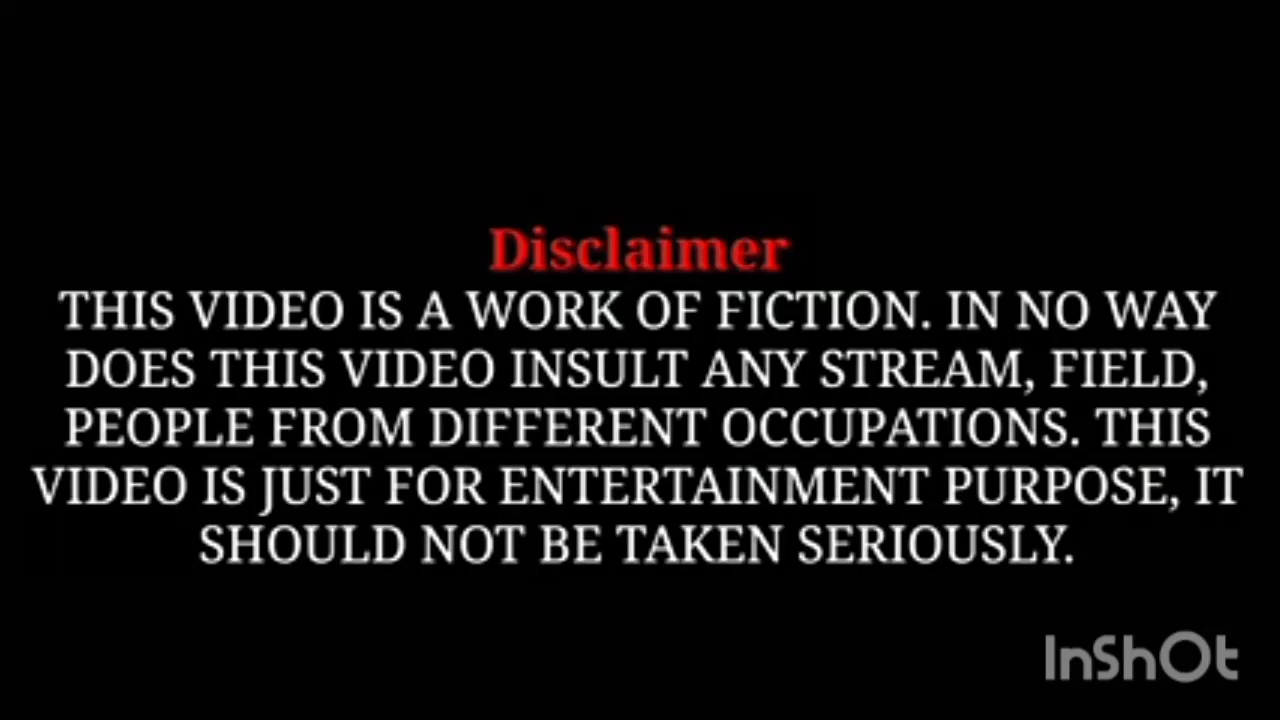 Disclaimer
THIS VIDEO IS A WORK OF FICTION. IN NO WAY
DOES THIS VIDEO INSULT ANY STREAM, FIELD,
PEOPLE FROM DIFFERENT OCCUPATIONS. THIS
VIDEO IS JUST FOR ENTERTAINMENT PURPOSE, IT
SHOULD NOT BE TAKEN SERIOUSLY.
InShOt